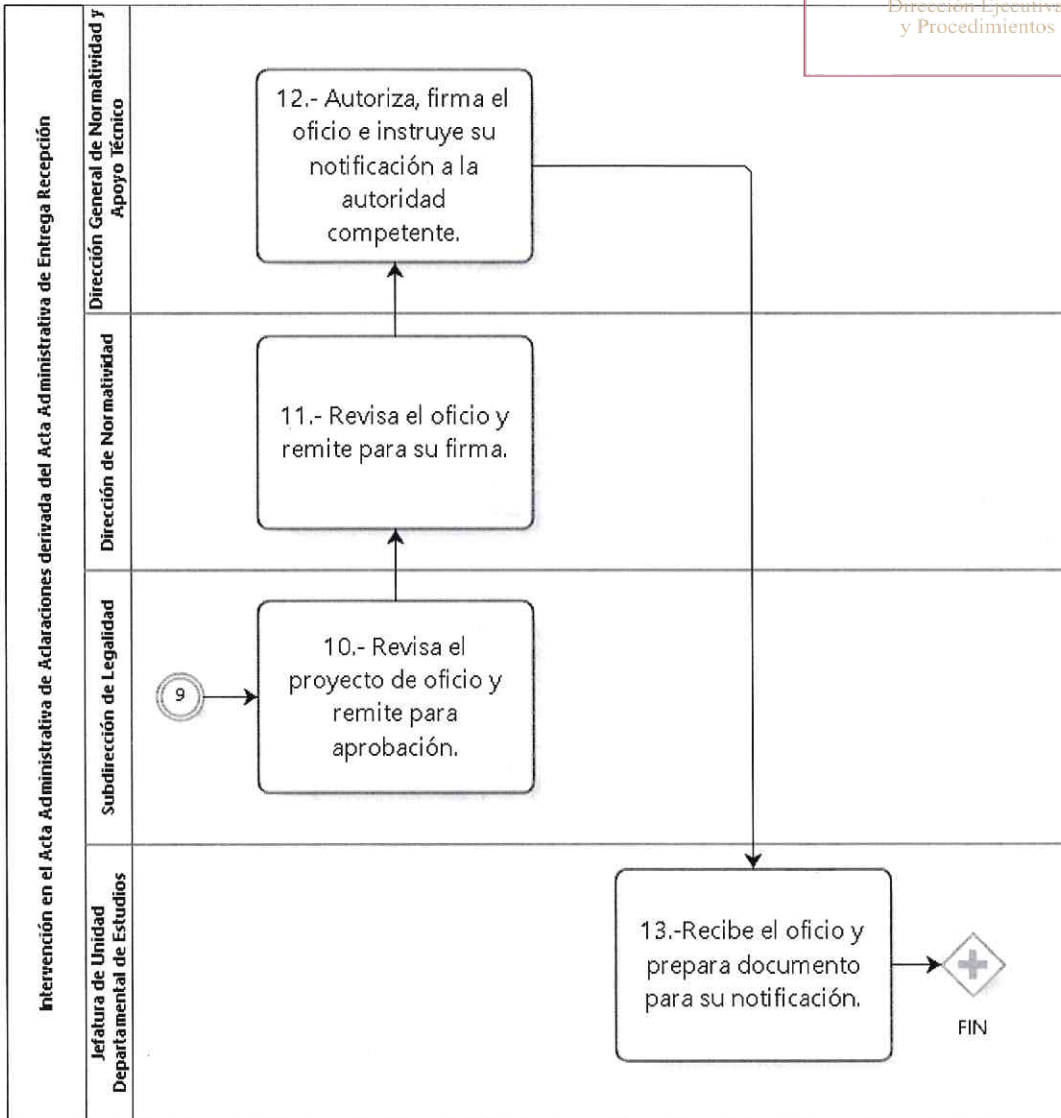 Dirección Ejecutiva
y Procedimientos
Intervención en el Acta Administrativa de Aclaraciones derivada del Acta Administrativa de Entrega Recepción
Dirección General de Normatividad y
Apoyo Técnico
12.- Autoriza, firma el
oficio e instruye su
notificación a la
autoridad
competente.
Dirección de Normatividad
11.- Revisa el oficio y
remite para su firma.
Subdirección de Legalidad
9
10.- Revisa el
proyecto de oficio y
remite para
aprobación.
Jefatura de Unidad
Departamental de Estudios
13.-Recibe el oficio y
prepara documento
para su notificación.
FIN